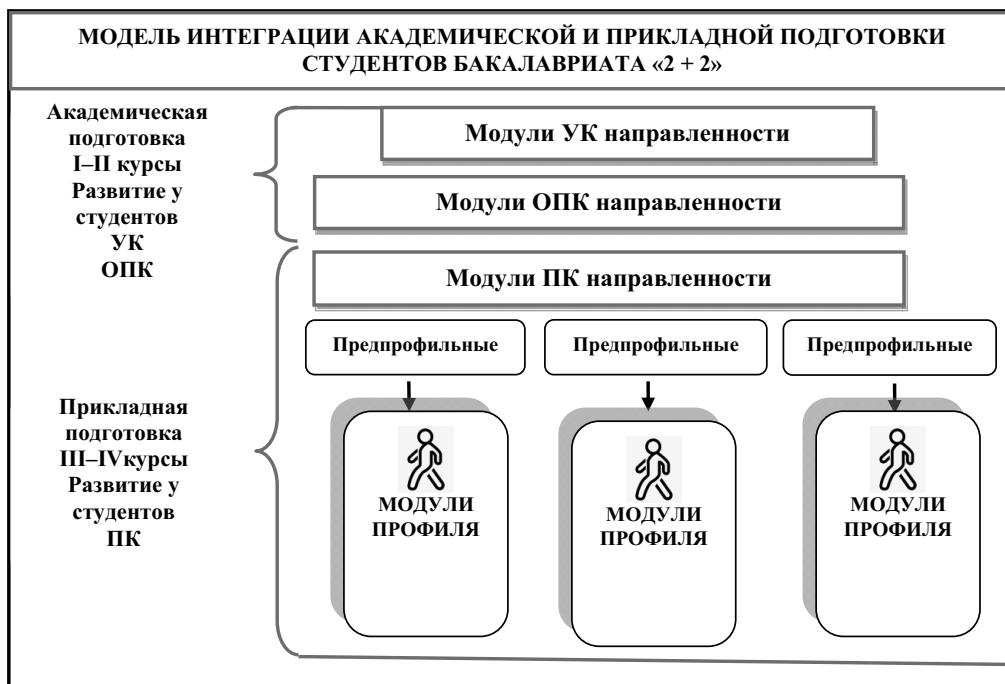 МОДЕЛЬ ИНТЕГРАЦИИ АКАДЕМИЧЕСКОЙ И ПРИКЛАДНОЙ ПОДГОТОВКИ
СТУДЕНТОВ БАКАЛАВРИАТА «2 + 2»
Академическая
подготовка
I–II курсы
Развитие у
студентов
УК
ОПК
Модули УК направленности
Модули ОПК направленности
Модули ПК направленности
Предпрофильные
Предпрофильные
Предпрофильные
Прикладная
подготовка
III–IVкурсы
Развитие у
студентов
ПК
МОДУЛИ
ПРОФИЛЯ
МОДУЛИ
ПРОФИЛЯ
МОДУЛИ
ПРОФИЛЯ